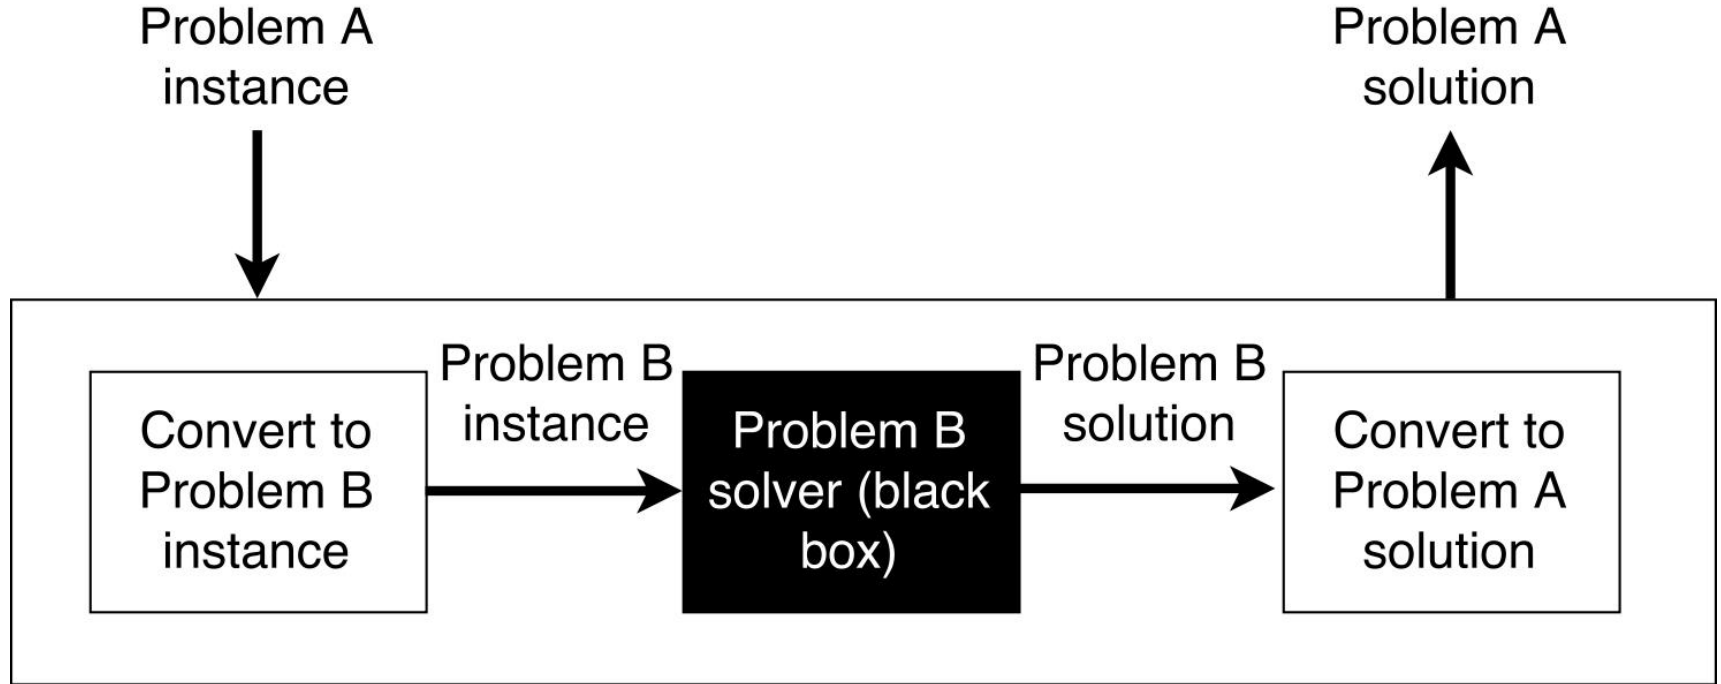 Problem A
instance
Problem A
solution
Problem B
instance
Problem B
solution
Convert to
Problem B
instance
Problem B
solver (black
box)
Convert to
Problem A
solution